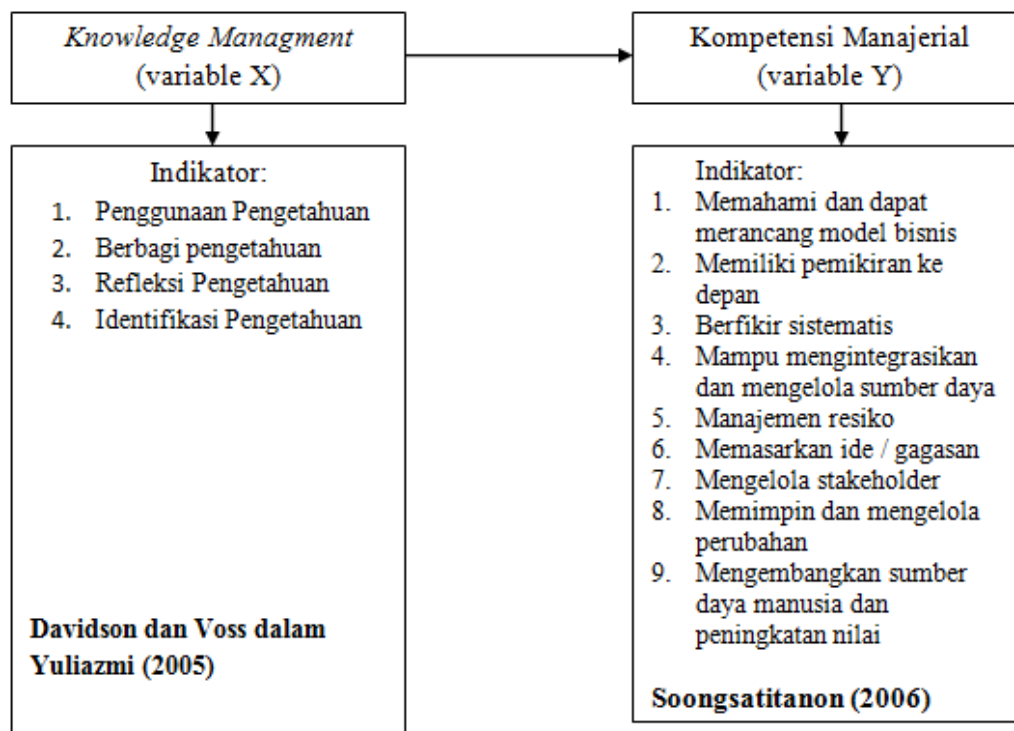 Knowledge Managment
(variable X)
Kompetensi Manajerial
(variable Y)
Indikator:
1. Penggunaan Pengetahuan
2. Berbagi pengetahuan
3. Refleksi Pengetahuan
4. Identifikasi Pengetahuan
Davidson dan Voss dalam
Yuliazmi (2005)
Indikator:
1. Memahami dan dapat
merancang model bisnis
2. Memiliki pemikiran ke
depan
3. Berfikir sistematis
4. Mampu mengintegrasikan
dan mengelola sumber daya
5. Manajemen resiko
6. Memasarkan ide / gagasan
7. Mengelola stakeholder
8. Memimpin dan mengelola
perubahan
9. Mengembangkan sumber
daya manusia dan
peningkatan nilai
Soongsatitanon (2006)